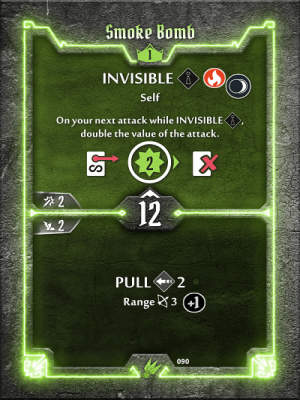 Smoke Bomb
1
INVISIBLE
Self
On your next attack while INVISIBLE,
double the value of the attack.
S 2
2
12
2
PULL 2
Range 3 +1
090